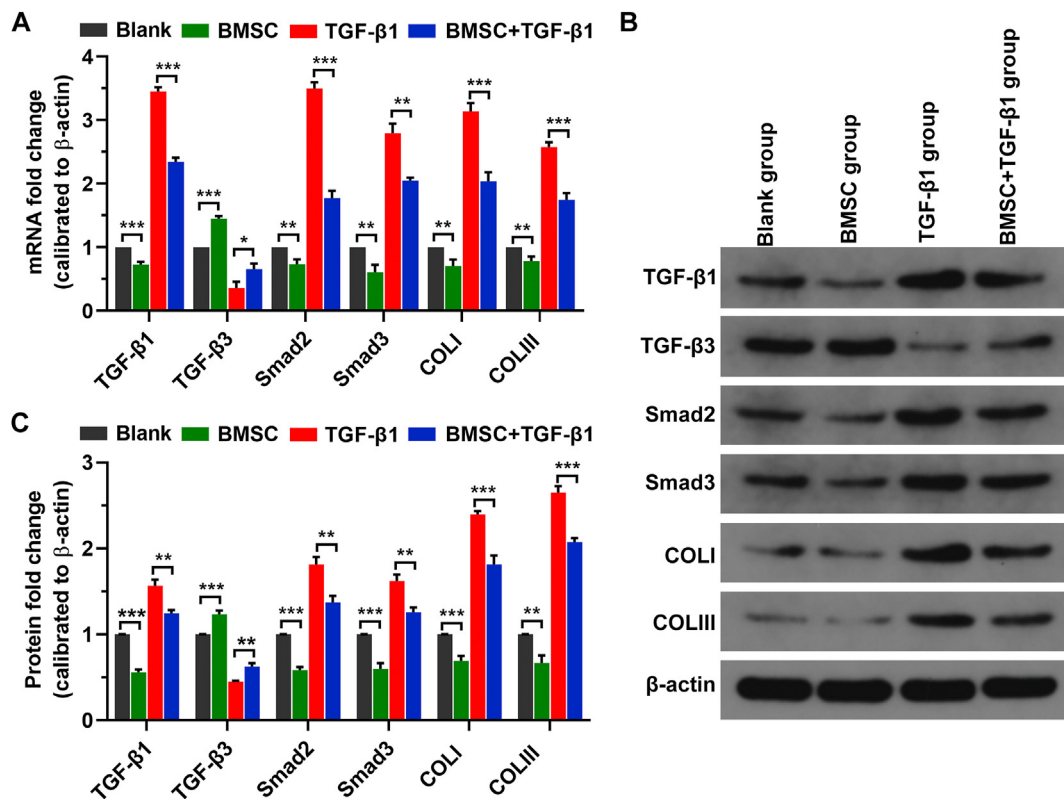 A
Blank BMSC TGF-β1 BMSC+TGF-β1
mRNA fold change
(calibrated to β-actin)
4
3
2
1
0
*** *** *** *** ** *** ** ** *** ** *** * ** ***
TGF-β1 TGF-β3 Smad2 Smad3 COLI COLIII
B
Blank group
BMSC group
TGF-β1 group
BMSC+TGF-β1 group
TGF-β1
TGF-β3
Smad2
Smad3
COLI
COLIII
β-actin
C
Blank BMSC TGF-β1 BMSC+TGF-β1
Protein fold change
(calibrated to β-actin)
3
2
1
0
*** ** *** ** *** ** *** ** *** *** ** ***
TGF-β1 TGF-β3 Smad2 Smad3 COLI COLIII